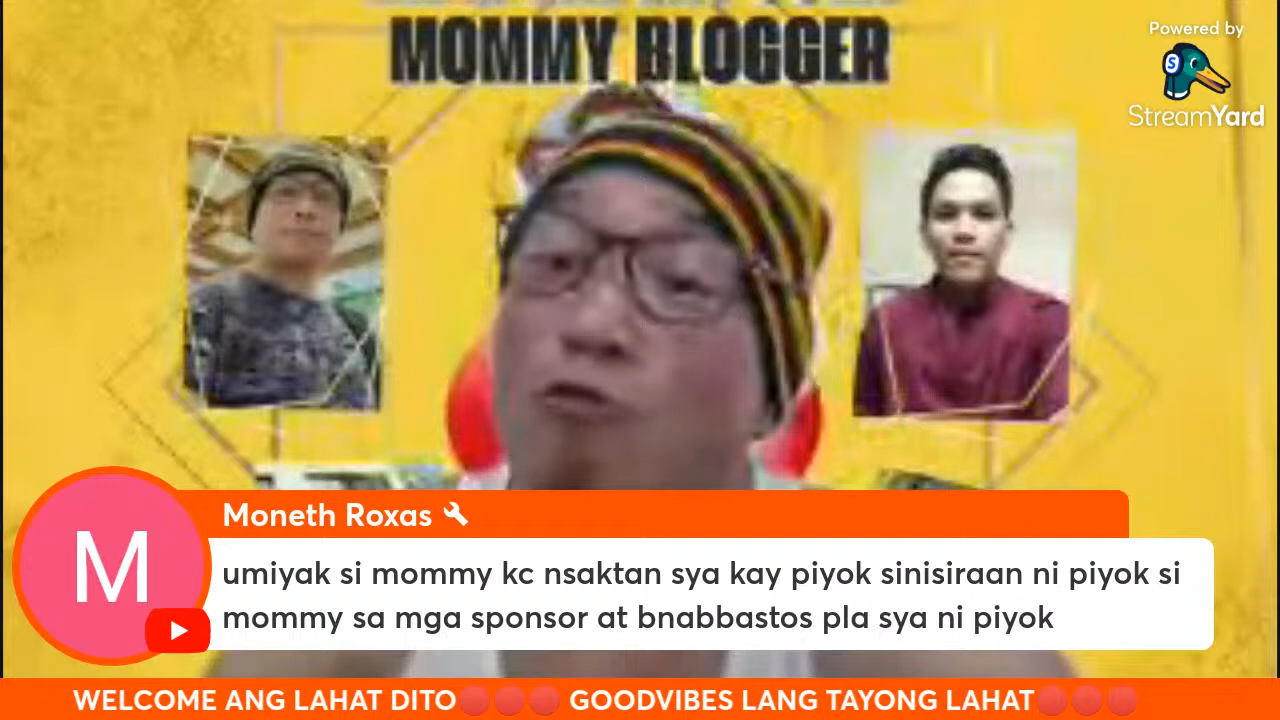 MOMMY BLOGGER
Powered by
StreamYard
M
Moneth Roxas
umiyak si mommy kc nsaktan sya kay piyok sinisiraan ni piyok si
mommy sa mga sponsor at bnabbastos pla sya ni piyok
WELCOME ANG LAHAT DITO🔴🔴🔴 GOODVIBES LANG TAYONG LAHAT🔴🔴🔴